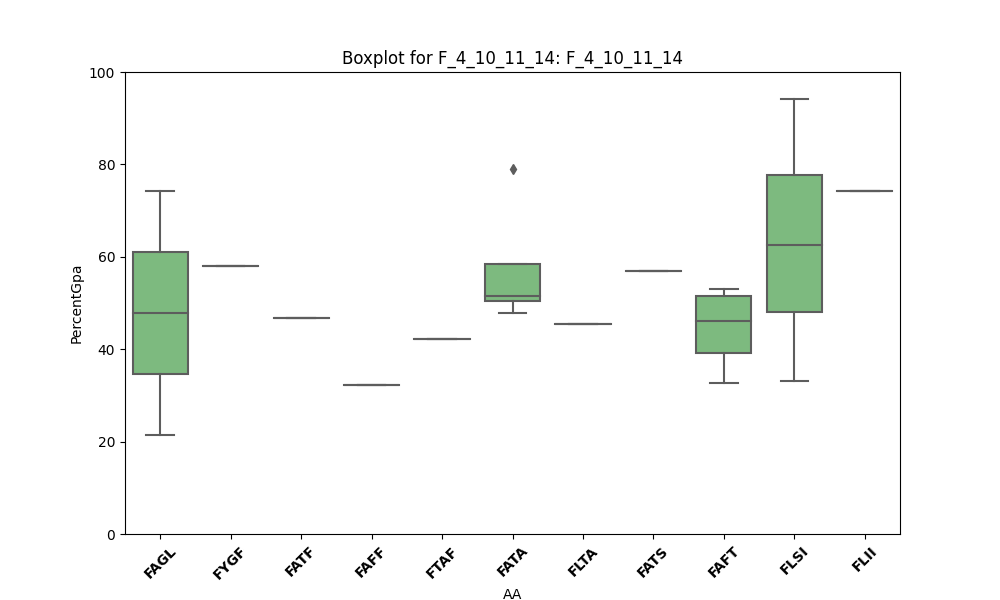 Boxplot for F_4_10_11_14: F_4_10_11_14
100
80
60
40
20
0
PercentGpa
FAGL
FYGF
FATF
FAFF
FTAF
FATA
FLTA
FATS
FAFT
FLSI
FLII
AA